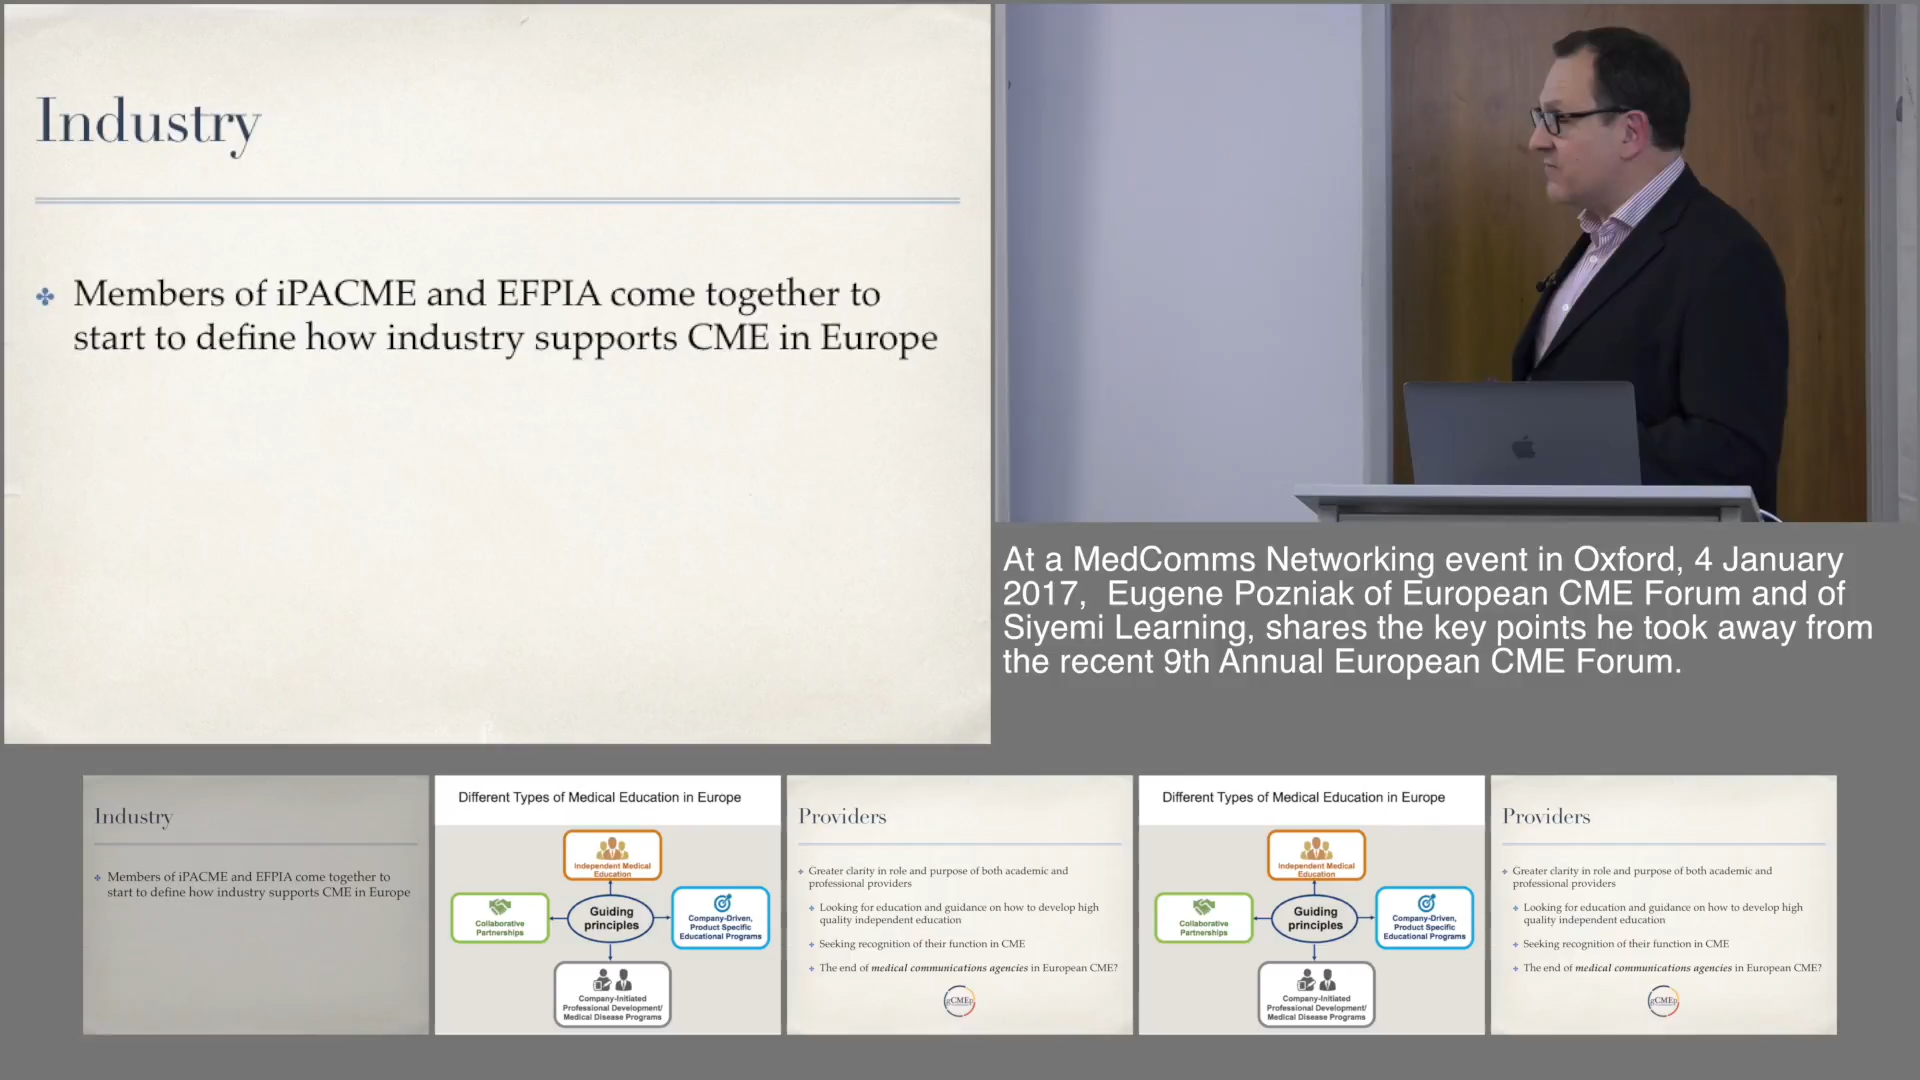 Industry
Members of iPACME and EFPIA come together to
start to define how industry supports CME in Europe
At a MedComms Networking event in Oxford, 4 January
2017,  Eugene Pozniak of European CME Forum and of
Siyemi Learning, shares the key points he took away from
the recent 9th Annual European CME Forum.
Industry
Members of iPACME and EFPIA come together to
start to define how industry supports CME in Europe
Different Types of Medical Education in Europe
Independent Medical
Education
Collaborative
Partnerships
Guiding
principles
Company-Driven,
Product Specific
Educational Programs
Company-Initiated
Professional Development/
Medical Disease Programs
Providers
Greater clarity in role and purpose of both academic and
professional providers
Looking for education and guidance on how to develop high
quality independent education
Seeking recognition of their function in CME
The end of medical communications agencies in European CME?
gCMEp
Different Types of Medical Education in Europe
Independent Medical
Education
Collaborative
Partnerships
Guiding
principles
Company-Driven,
Product Specific
Educational Programs
Company-Initiated
Professional Development/
Medical Disease Programs
Providers
Greater clarity in role and purpose of both academic and
professional providers
Looking for education and guidance on how to develop high
quality independent education
Seeking recognition of their function in CME
The end of medical communications agencies in European CME?
gCMEp